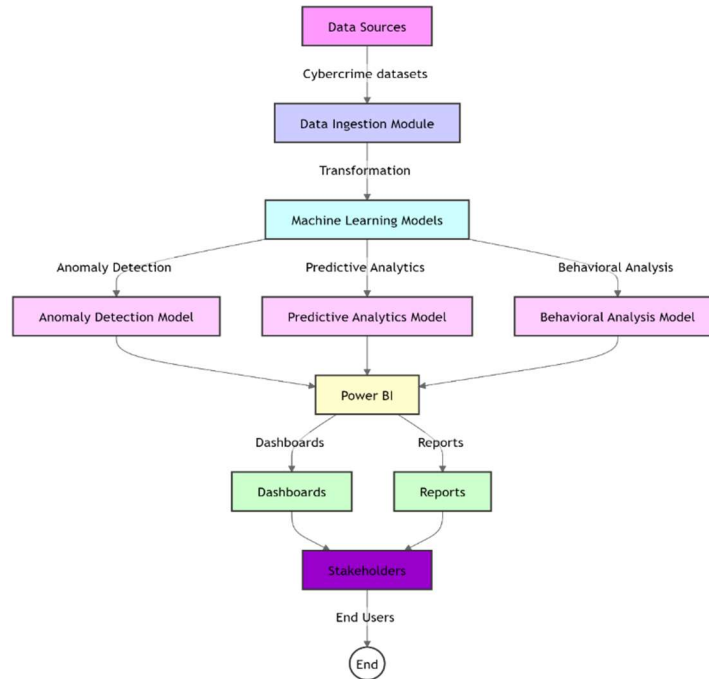 Data Sources
Cybercrime datasets
Data Ingestion Module
Transformation
Machine Learning Models
Anomaly Detection
Predictive Analytics
Behavioral Analysis
Anomaly Detection Model
Predictive Analytics Model
Behavioral Analysis Model
Power BI
Dashboards
Reports
Dashboards
Reports
Stakeholders
End Users
End